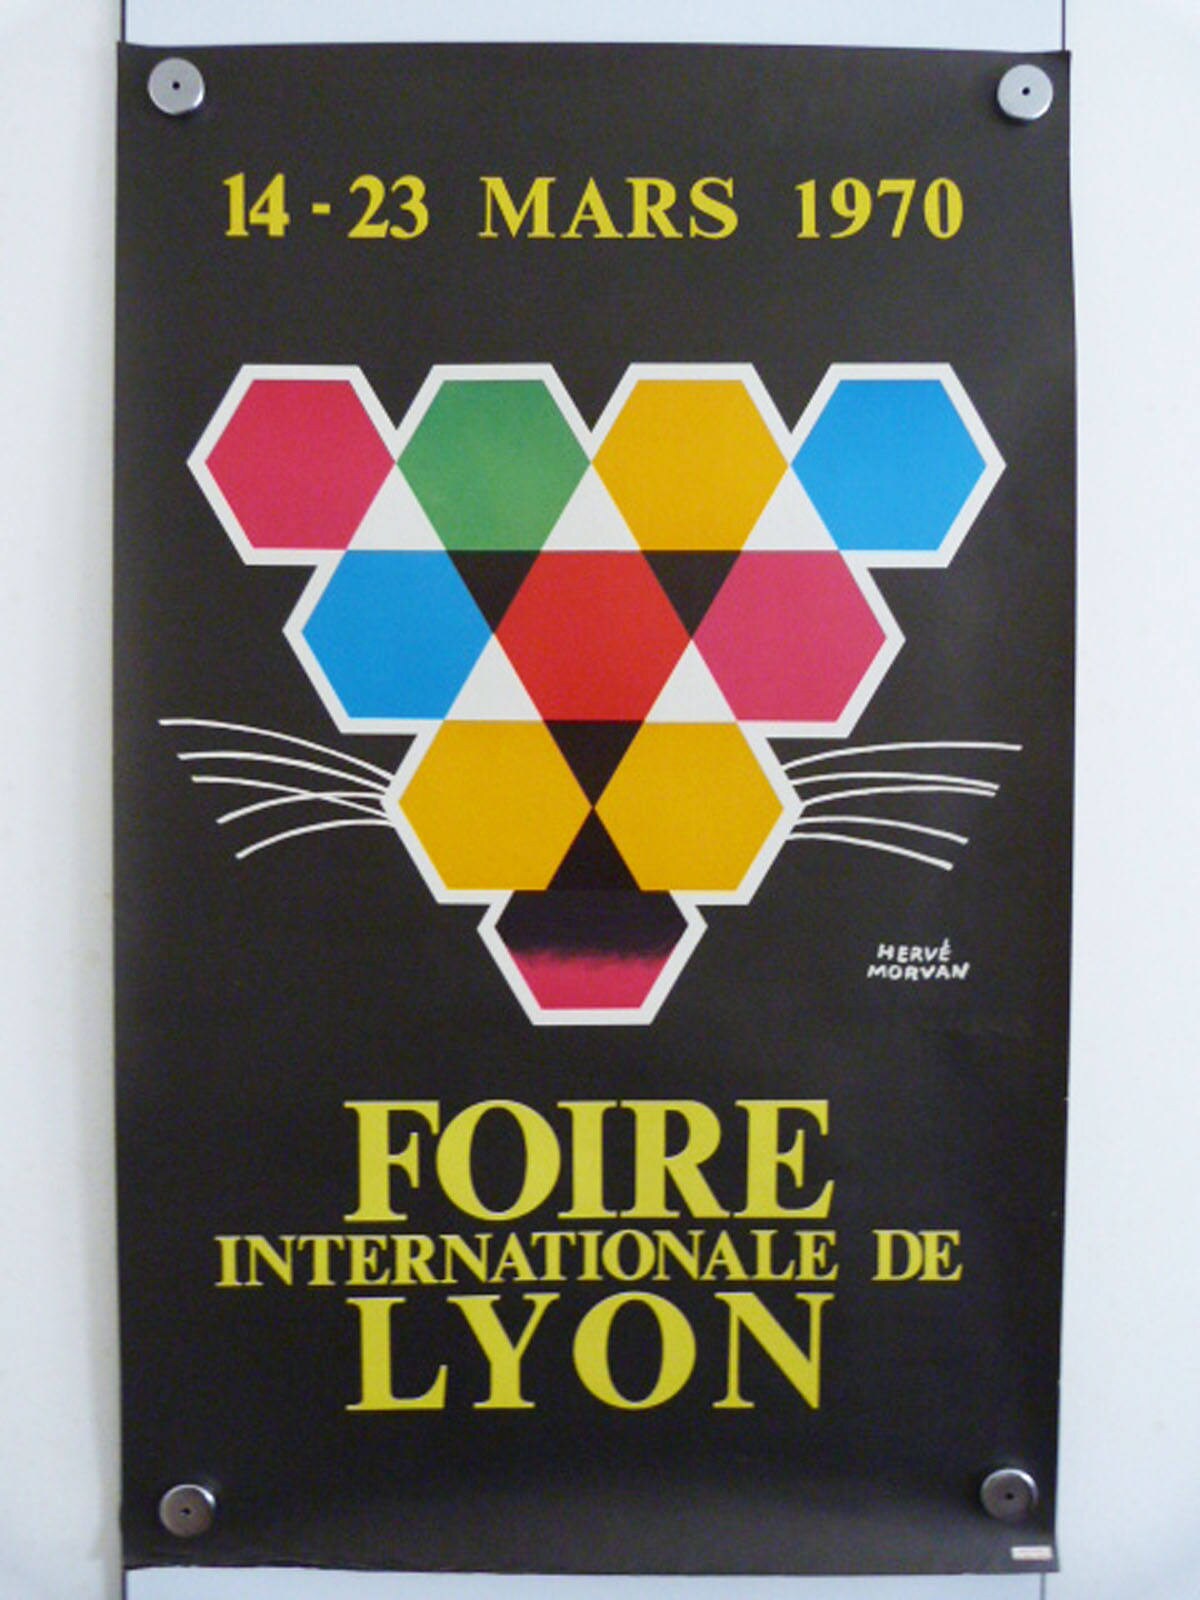 14 - 23 MARS 1970
HERVÉ
MORVAN
FOIRE
INTERNATIONALE DE
LYON